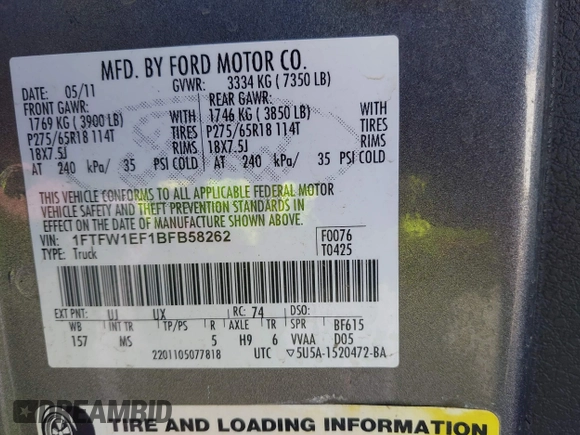 MFD. BY FORD MOTOR CO.
DATE: 05/11 GVWR: 3334 KG ( 7350 LB)
FRONT GAWR: REAR GAWR:
1769 KG ( 3900 LB) WITH 1746 KG ( 3850 LB) WITH
P275/65R18 114T TIRES P275/65R18 114T TIRES
18X7.5J RIMS 18X7.5J RIMS
AT 240 kPa/ 35 PSI COLD AT 240 kPa/ 35 PSI COLD
THIS VEHICLE CONFORMS TO ALL APPLICABLE FEDERAL MOTOR
VEHICLE SAFETY AND THEFT PREVENTION STANDARDS IN
EFFECT ON THE DATE OF MANUFACTURE SHOWN ABOVE.
VIN: 1FTFW1EF1BFB58262 F0076
TYPE: Truck T0425
EXT PNT: UJ UX RC: 74 DSO:
WB INT TR TP/PS R AXLE TR SPR BF615
157 MS 5 H9 6 VVAA D05
2201105077818 UTC ▽5U5A-1520472-BA
DREAMBID.COM
TIRE AND LOADING INFORMATION